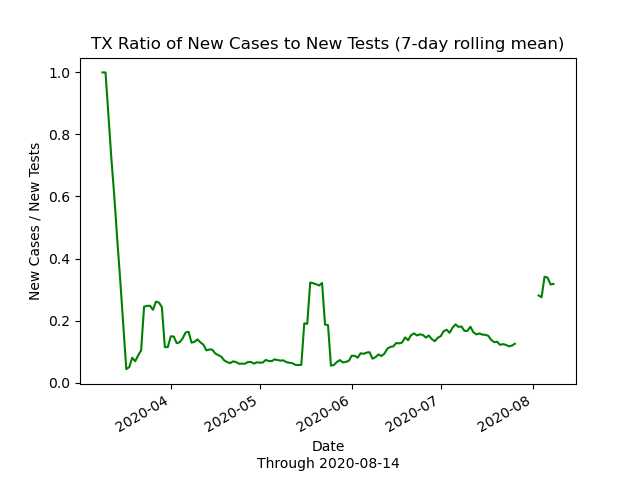 TX Ratio of New Cases to New Tests (7-day rolling mean)
New Cases / New Tests
1.0
0.8
0.6
0.4
0.2
0.0
2020-04
2020-05
2020-06
2020-07
2020-08
Date
Through 2020-08-14